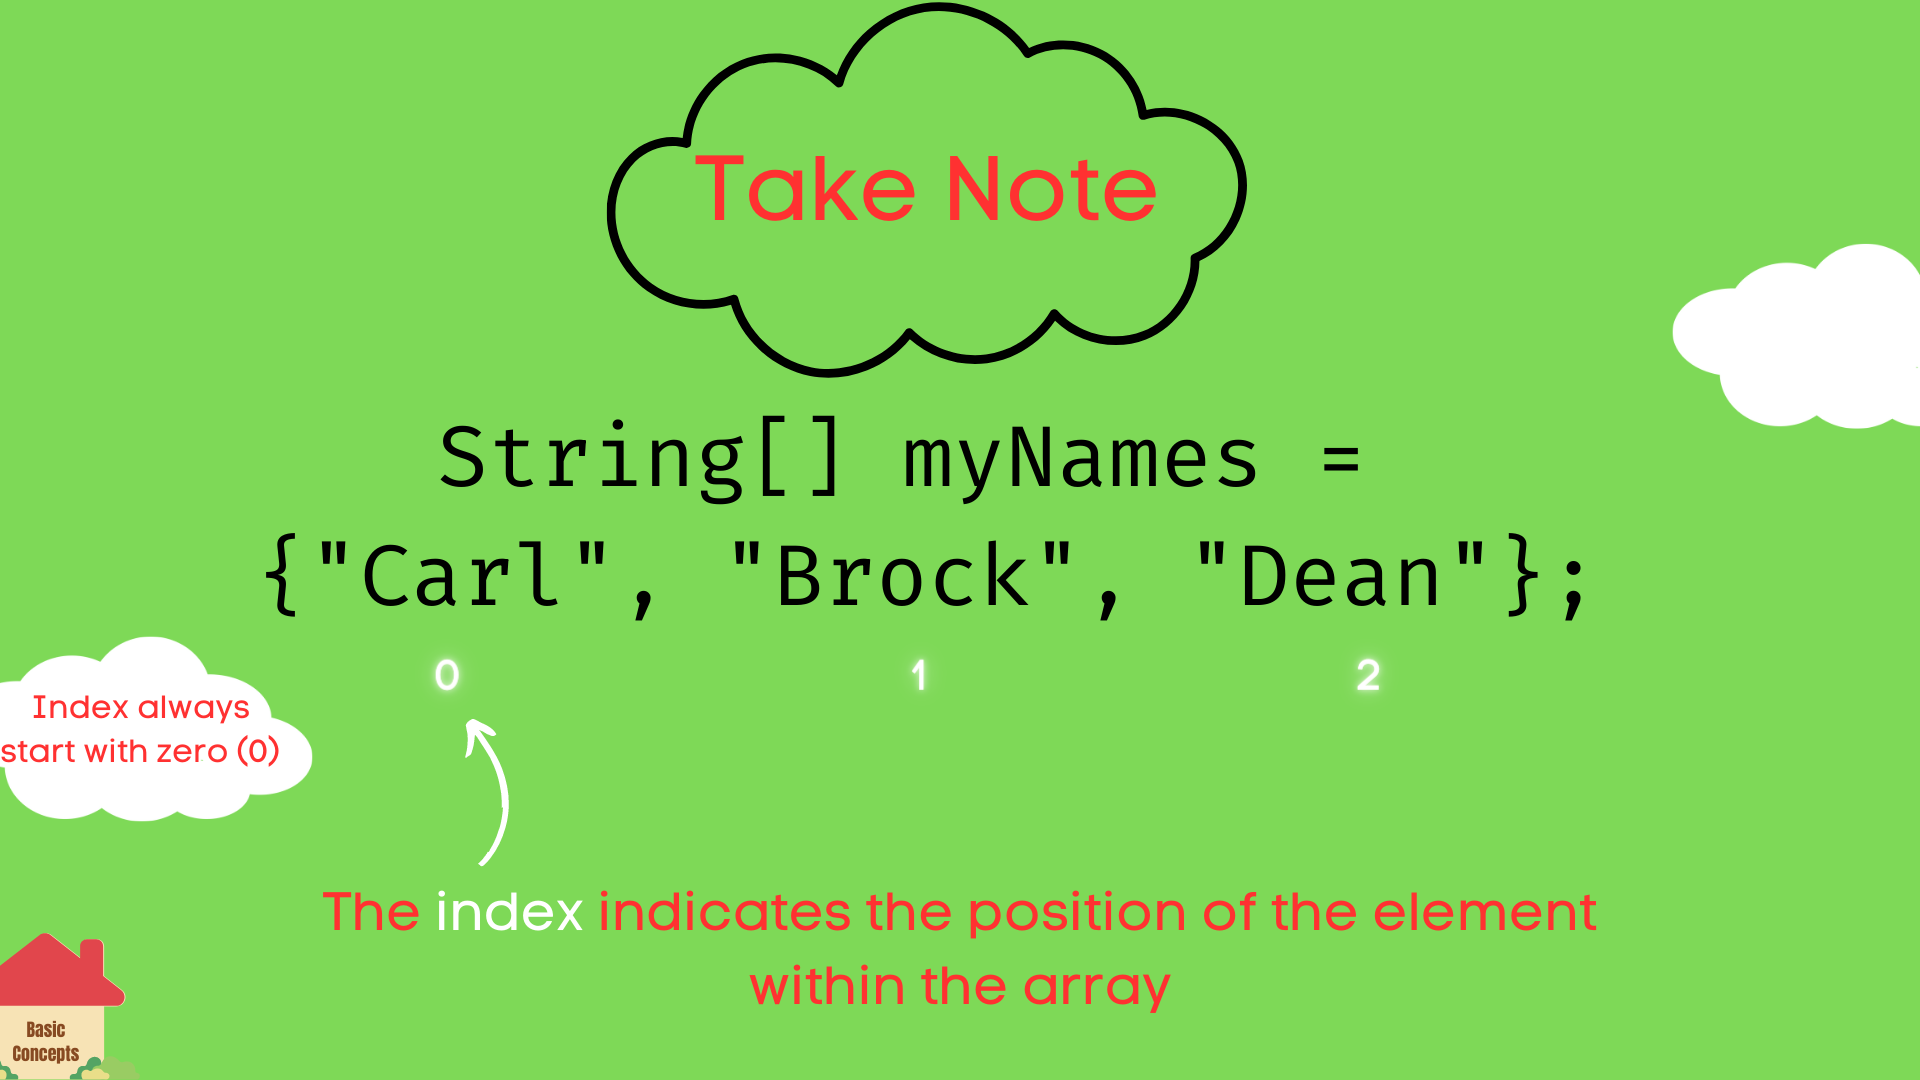 Take Note
String[] myNames =
{"Carl", "Brock", "Dean"};
0 1 2
Index always
start with zero (0)
The index indicates the position of the element
within the array
Basic
Concepts